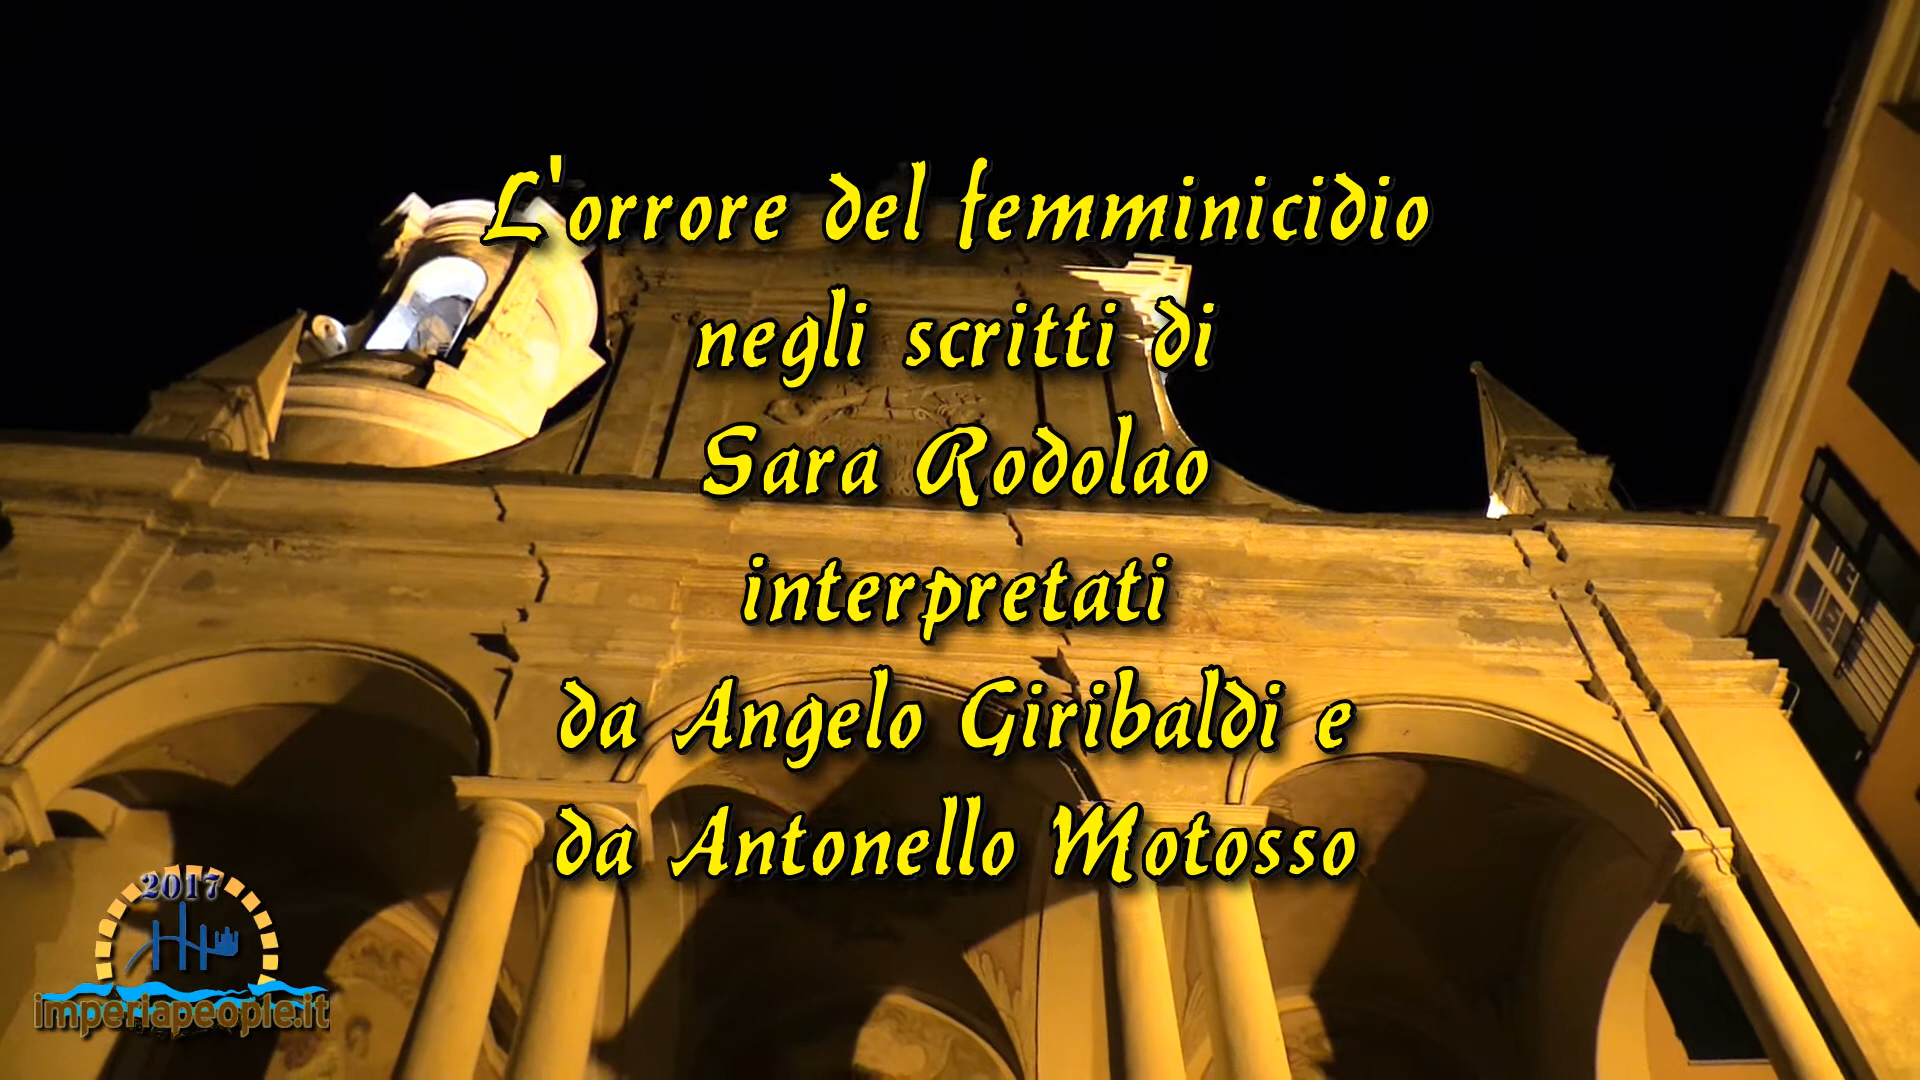 L'orrore del femminicidio
negli scritti di
Sara Rodolao
interpretati
da Angelo Giribaldi e
da Antonello Motosso
2017
imperiapeople.it